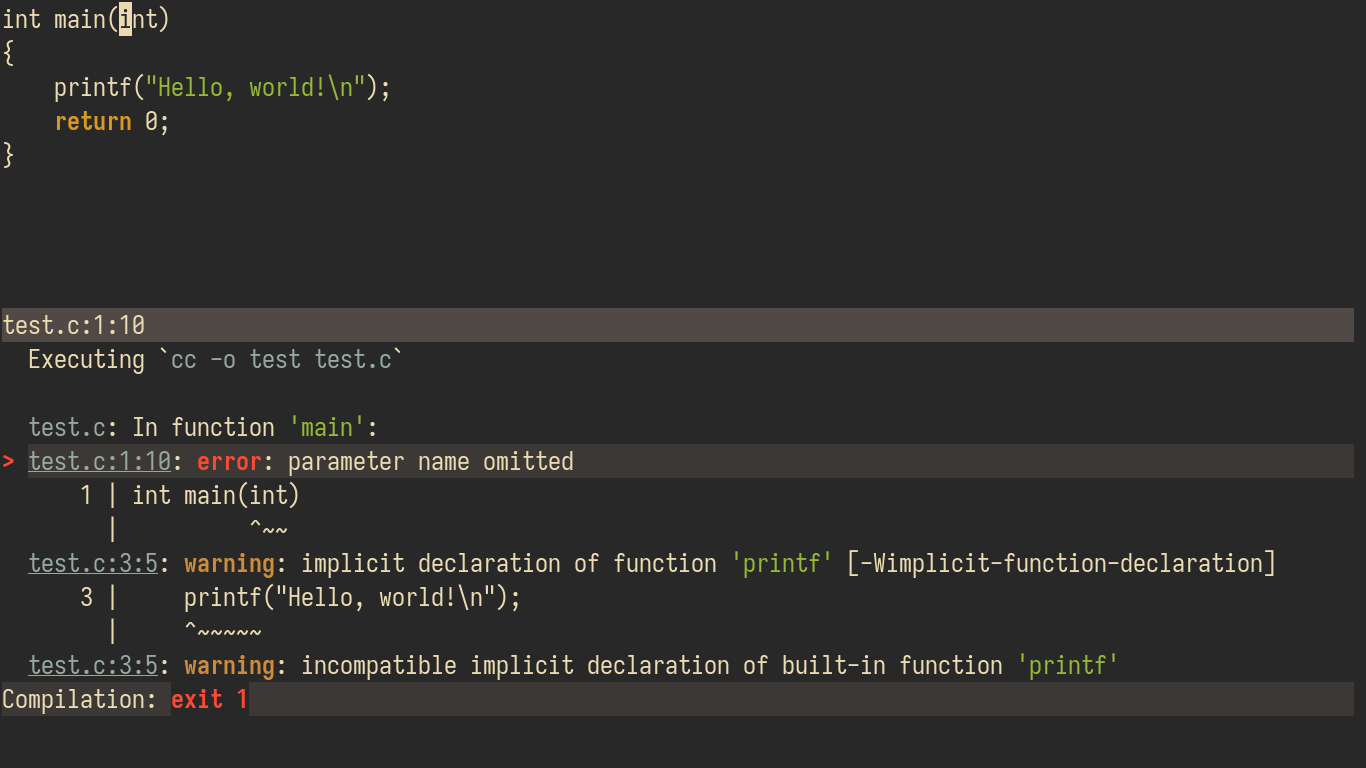 int main(int)
{
    printf("Hello, world!\n");
    return 0;
}
test.c:1:10
  Executing `cc -o test test.c`
  test.c: In function 'main':
> test.c:1:10: error: parameter name omitted
      1 | int main(int)
        |          ^~~
  test.c:3:5: warning: implicit declaration of function 'printf' [-Wimplicit-function-declaration]
      3 |     printf("Hello, world!\n");
        |     ^~~~~~
  test.c:3:5: warning: incompatible implicit declaration of built-in function 'printf'
Compilation: exit 1